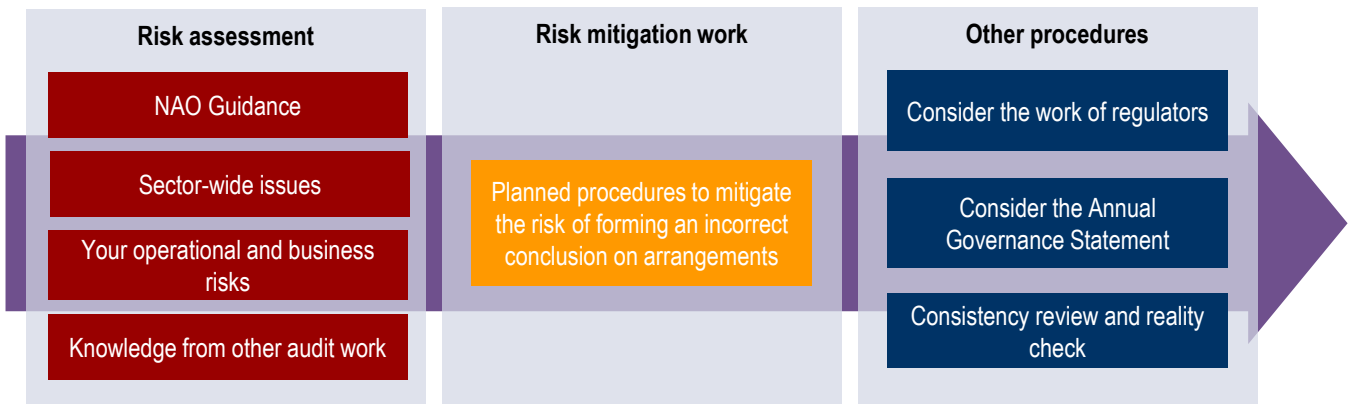 Risk assessment
NAO Guidance
Sector-wide issues
Your operational and business
risks
Knowledge from other audit work
Risk mitigation work
Planned procedures to mitigate
the risk of forming an incorrect
conclusion on arrangements
Other procedures
Consider the work of regulators
Consider the Annual
Governance Statement
Consistency review and reality
check